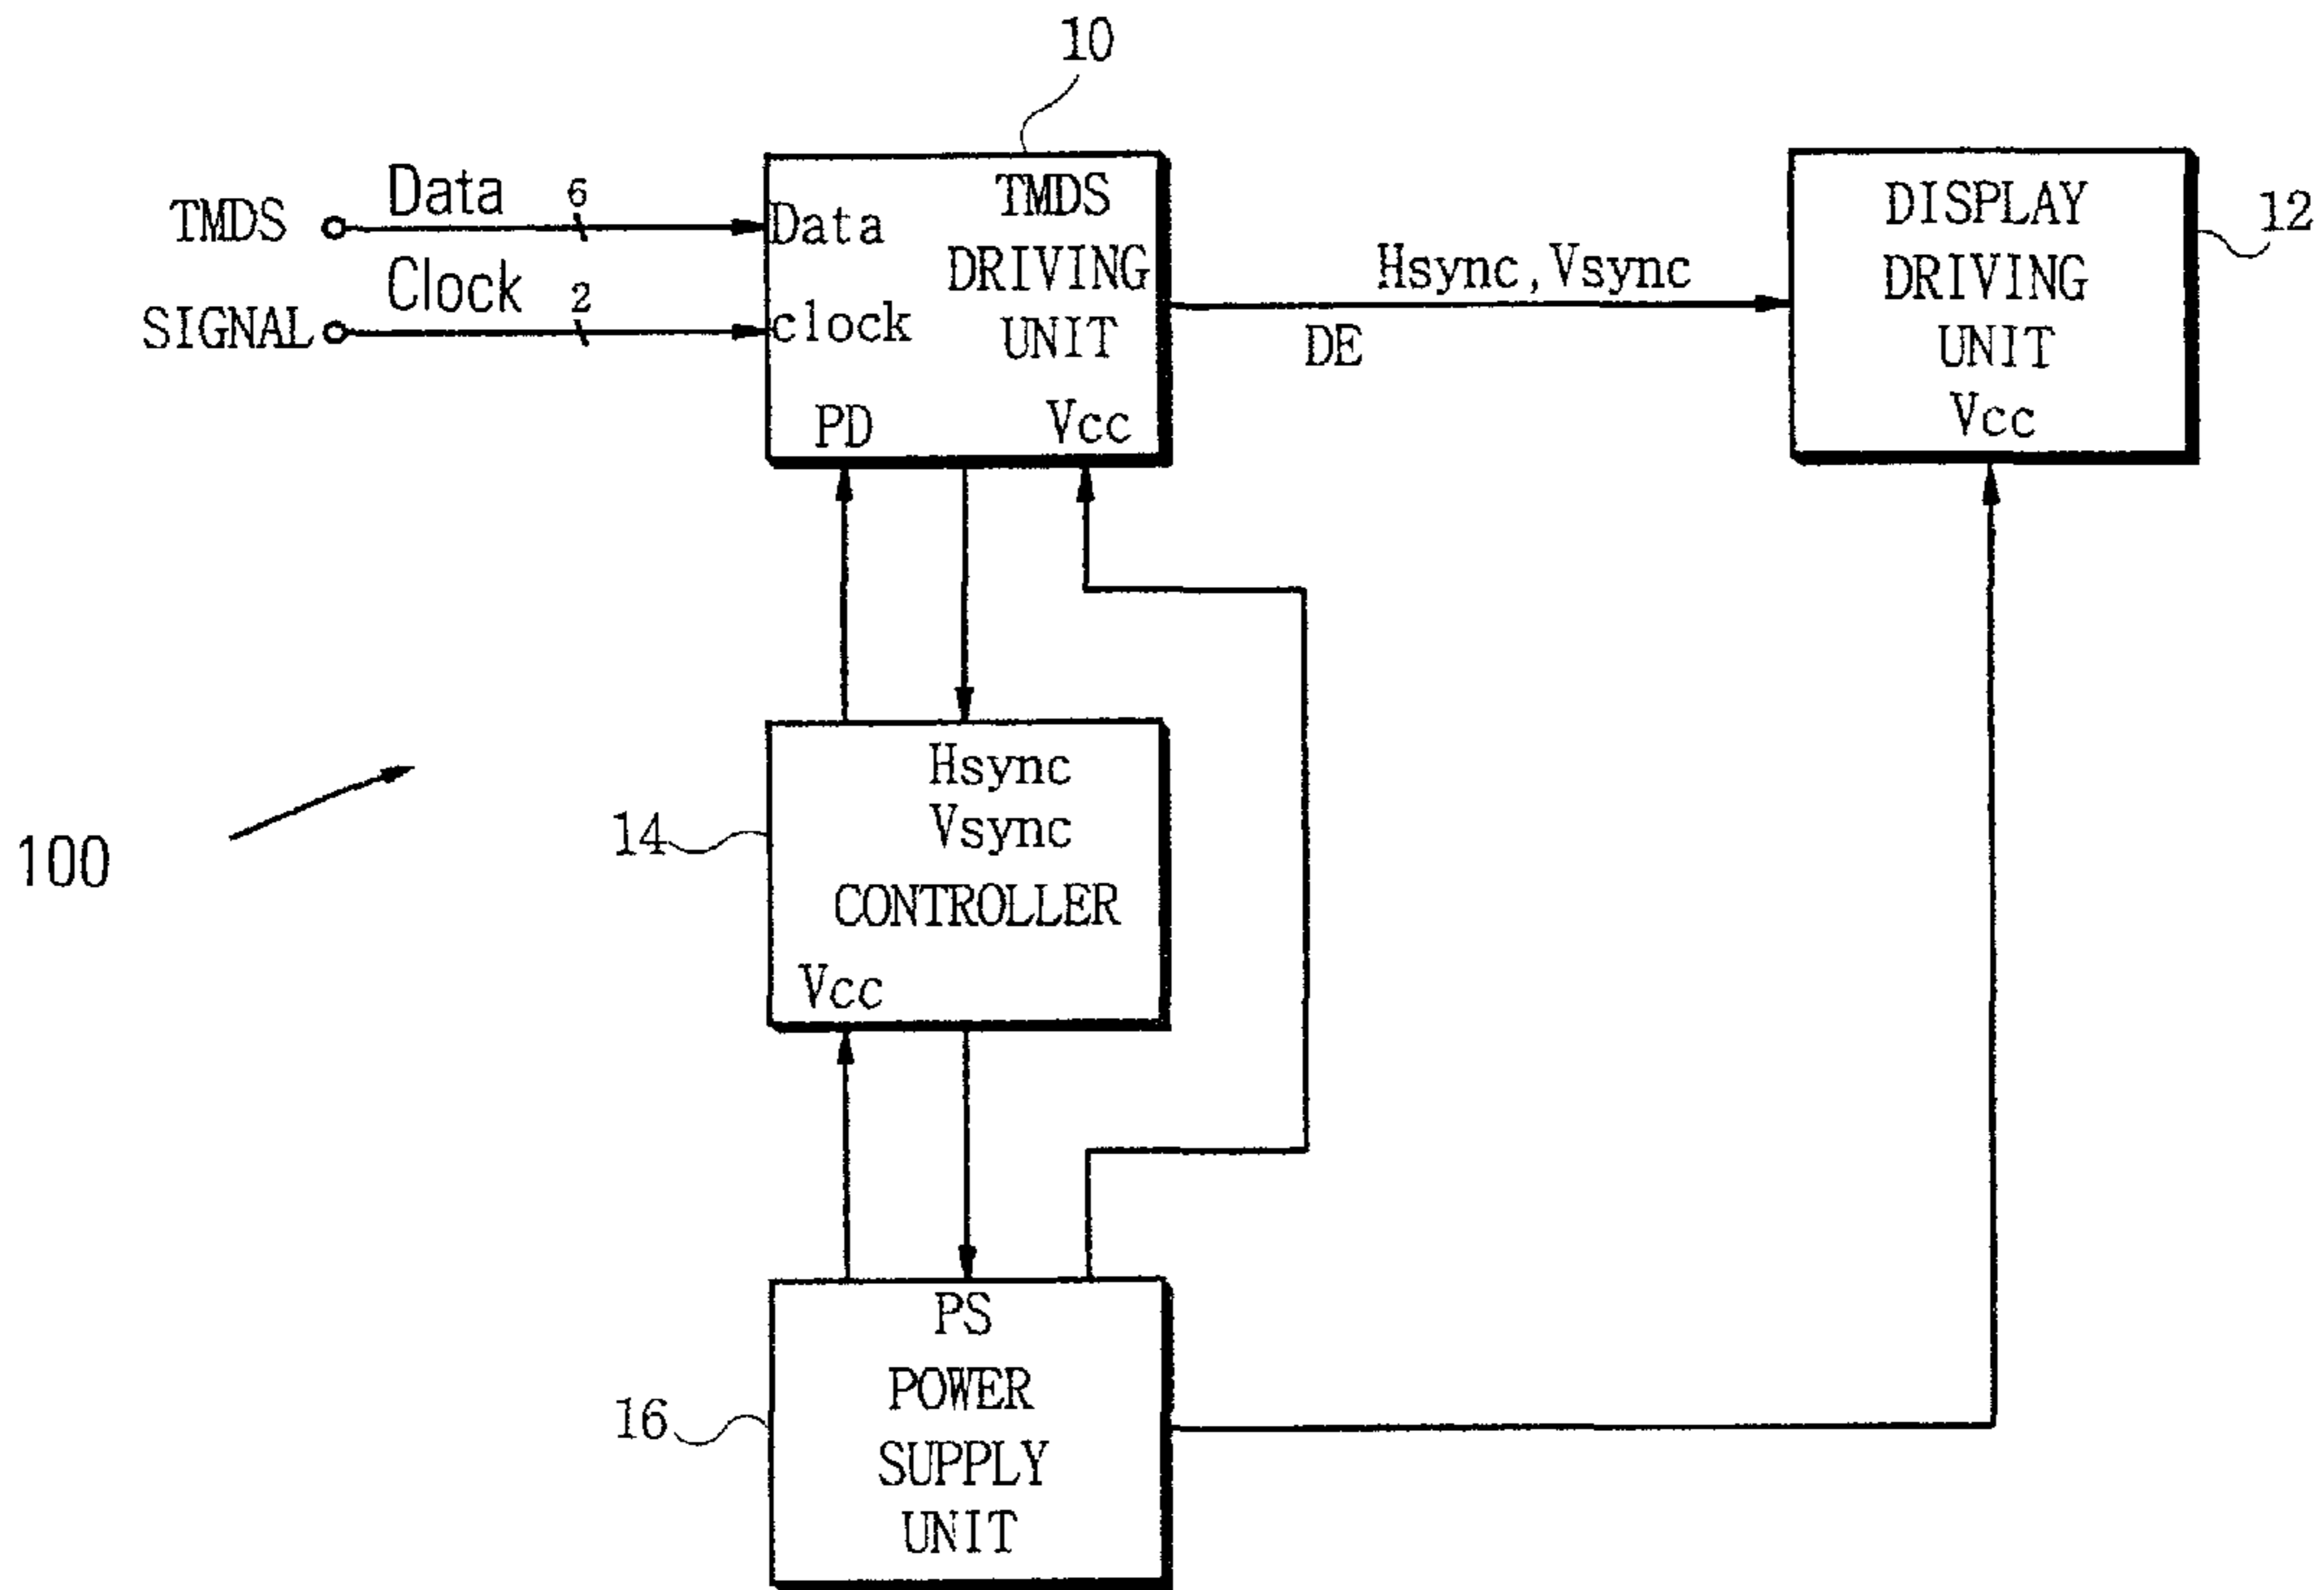 10
TMDS
Data
6
Data
TMDS
DRIVING
UNIT
SIGNAL
Clock
2
clock
PD
Vcc
Hsync,Vsync
DE
DISPLAY
DRIVING
UNIT
Vcc
12
100
14
Hsync
Vsync
CONTROLLER
Vcc
16
PS
POWER
SUPPLY
UNIT